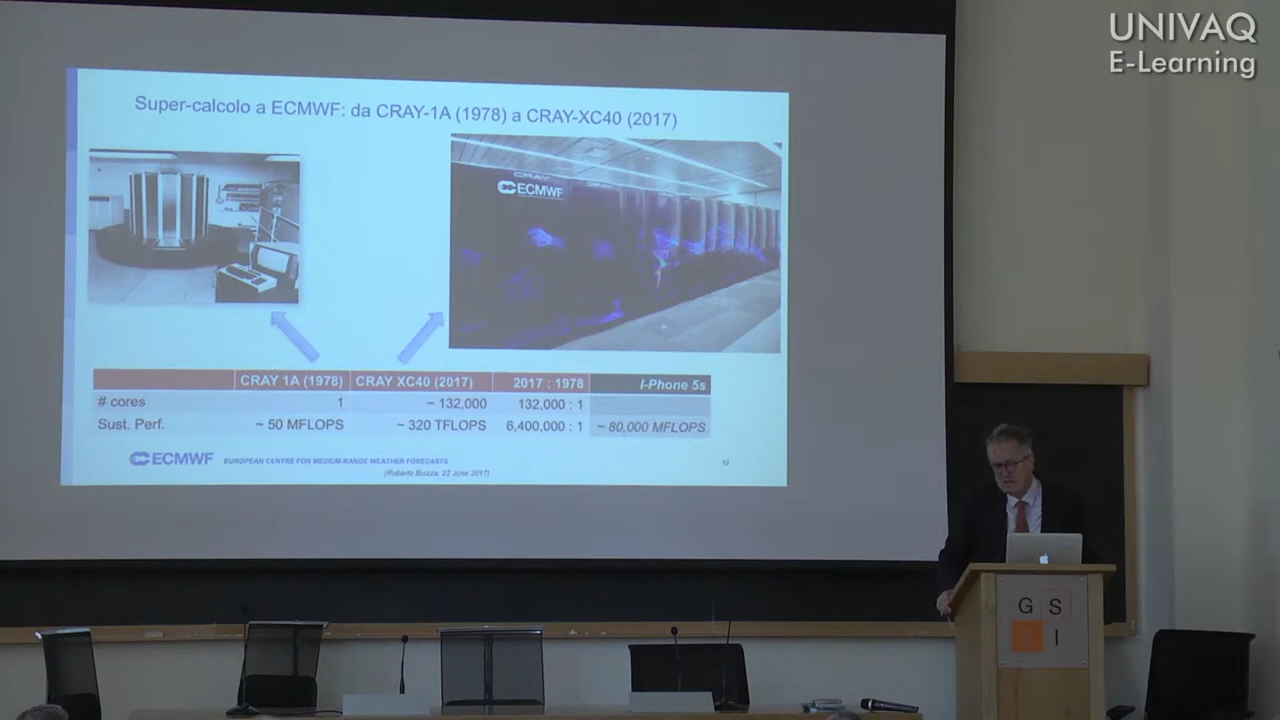 UNIVAQ
E-Learning
Super-calcolo a ECMWF: da CRAY-1A (1978) a CRAY-XC40 (2017)
CRAY
ECMWF
CRAY 1A (1978) CRAY XC40 (2017) 2017 : 1978 I-Phone 5s
# cores 1 ~ 132,000 132,000 : 1
Sust. Perf. ~ 50 MFLOPS ~ 320 TFLOPS 6,400,000 : 1 ~ 80,000 MFLOPS
ECMWF EUROPEAN CENTRE FOR MEDIUM-RANGE WEATHER FORECASTS 12
(Roberto Buizza, 22 June 2017)
G S
I